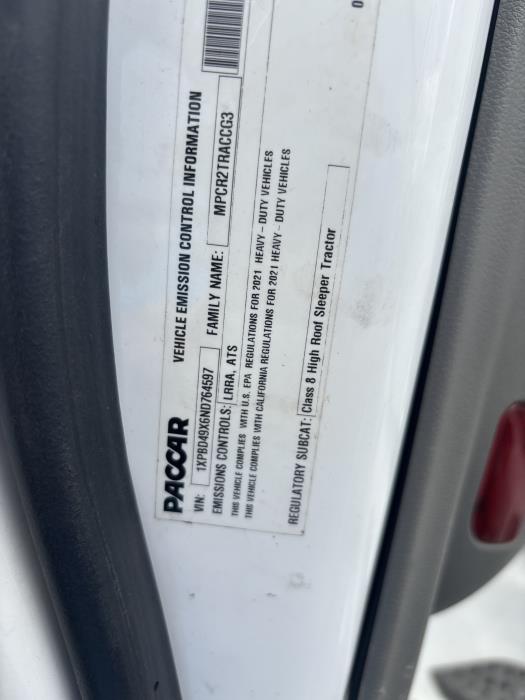 PACCAR VEHICLE EMISSION CONTROL INFORMATION
VIN: 1XPBD49X6ND764597 FAMILY NAME: MPCR2TRACCG3
EMISSIONS CONTROLS: LRRA, ATS
THIS VEHICLE COMPLIES WITH U.S. EPA REGULATIONS FOR 2021 HEAVY - DUTY VEHICLES
THIS VEHICLE COMPLIES WITH CALIFORNIA REGULATIONS FOR 2021 HEAVY - DUTY VEHICLES
REGULATORY SUBCAT: Class 8 High Roof Sleeper Tractor